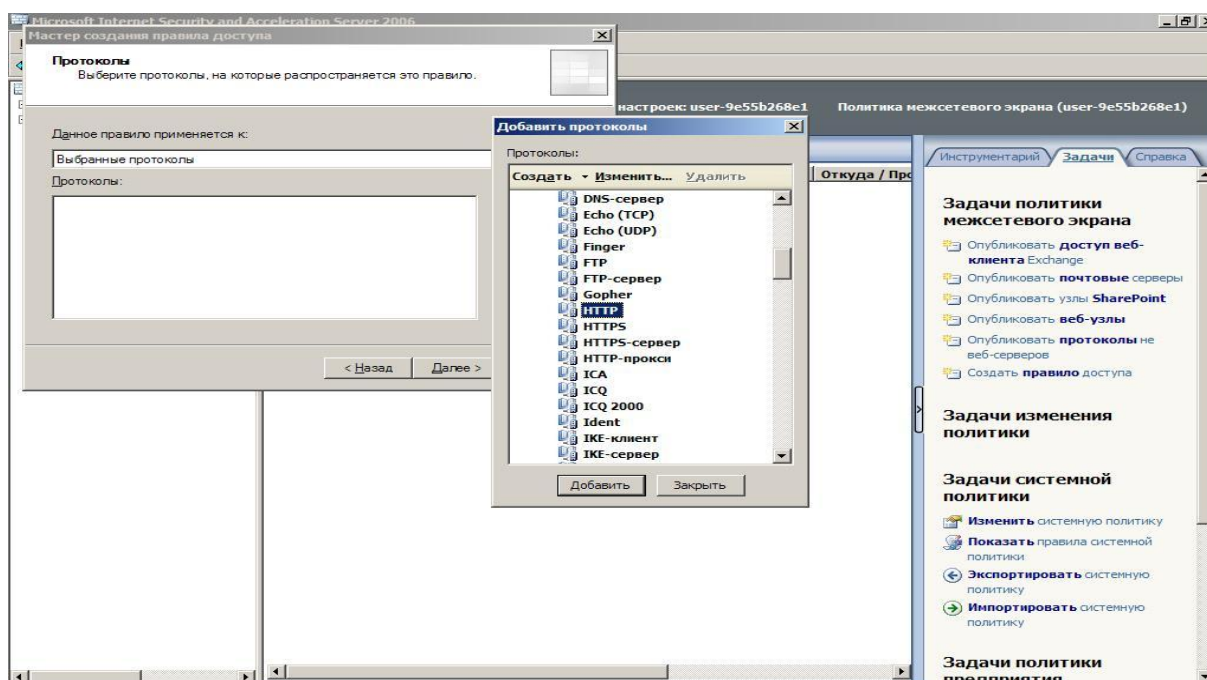 Microsoft Internet Security and Acceleration Server 2006
Мастер создания правила доступа
Протоколы
Выберите протоколы, на которые распространяется это правило.
Данное правило применяется к:
Выбранные протоколы
Протоколы:
< Назад
Далее >
настроек: user-9e55b268e1
Политика межсетевого экрана (user-9e55b268e1)
Добавить протоколы
Протоколы:
Создать Изменить... Удалить
DNS-сервер
Echo (TCP)
Echo (UDP)
Finger
FTP
FTP-сервер
Gopher
HTTP
HTTPS
HTTPS-сервер
HTTP-прокси
ICA
ICQ
ICQ 2000
Ident
IKE-клиент
IKE-сервер
Добавить
Закрыть
Откуда / Про
Инструментарий
Задачи
Справка
Задачи политики
межсетевого экрана
Опубликовать доступ веб-
клиента Exchange
Опубликовать почтовые серверы
Опубликовать узлы SharePoint
Опубликовать веб-узлы
Опубликовать протоколы не
веб-серверов
Создать правило доступа
Задачи изменения
политики
Задачи системной
политики
Изменить системную политику
Показать правила системной
политики
Экспортировать системную
политику
Импортировать системную
политику
Задачи политики
предприятия